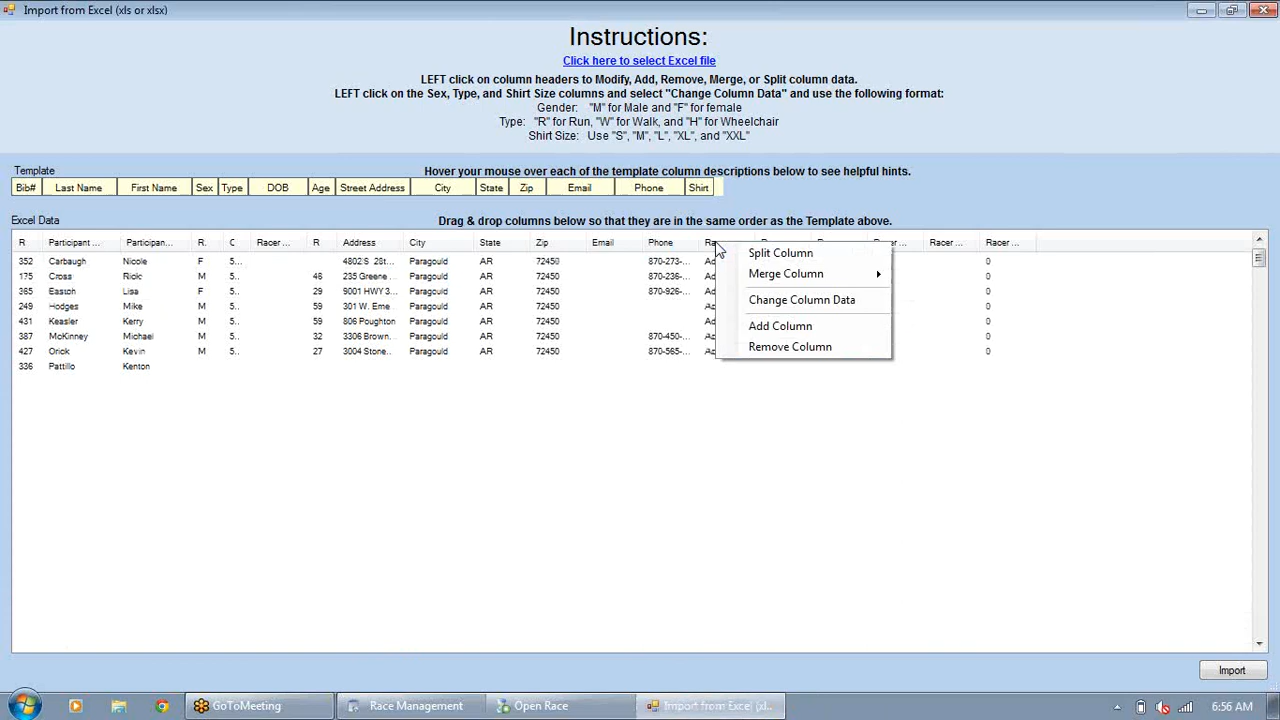 Import from Excel (xls or xlsx)
Instructions:
Click here to select Excel file
LEFT click on column headers to Modify, Add, Remove, Merge, or Split column data.
LEFT click on the Sex, Type, and Shirt Size columns and select "Change Column Data" and use the following format:
Gender: "M" for Male and "F" for female
Type: "R" for Run, "W" for Walk, and "H" for Wheelchair
Shirt Size: Use "S", "M", "L", "XL", and "XXL"
Template Hover your mouse over each of the template column descriptions below to see helpful hints.
Bib# Last Name First Name Sex Type DOB Age Street Address City State Zip Email Phone Shirt
Excel Data Drag & drop columns below so that they are in the same order as the Template above.
R Participant ... Participan... R. C Racer ... R Address City State Zip Email Phone Racer ... Racer ...
352 Carbaugh Nicole F 5... 4802 S 28t... Paragould AR 72450 870-273-... 0
175 Cross Rick M 5... 46 235 Greene ... Paragould AR 72450 870-236-... 0
365 Eason Lisa F 5... 29 9001 HWY 3... Paragould AR 72450 870-926-... 0
249 Hodges Mike M 5... 59 301 W. Eme... Paragould AR 72450 0
431 Keasler Kerry M 5... 59 806 Poughton Paragould AR 72450 0
387 McKinney Michael M 5... 32 3306 Brown... Paragould AR 72450 870-450-... 0
427 Orick Kevin M 5... 27 3004 Stone... Paragould AR 72450 870-565-... 0
336 Pattillo Kenton
Split Column
Merge Column
Change Column Data
Add Column
Remove Column
Import
GoToMeeting Race Management Open Race Import from Excel (xl... 6:56 AM